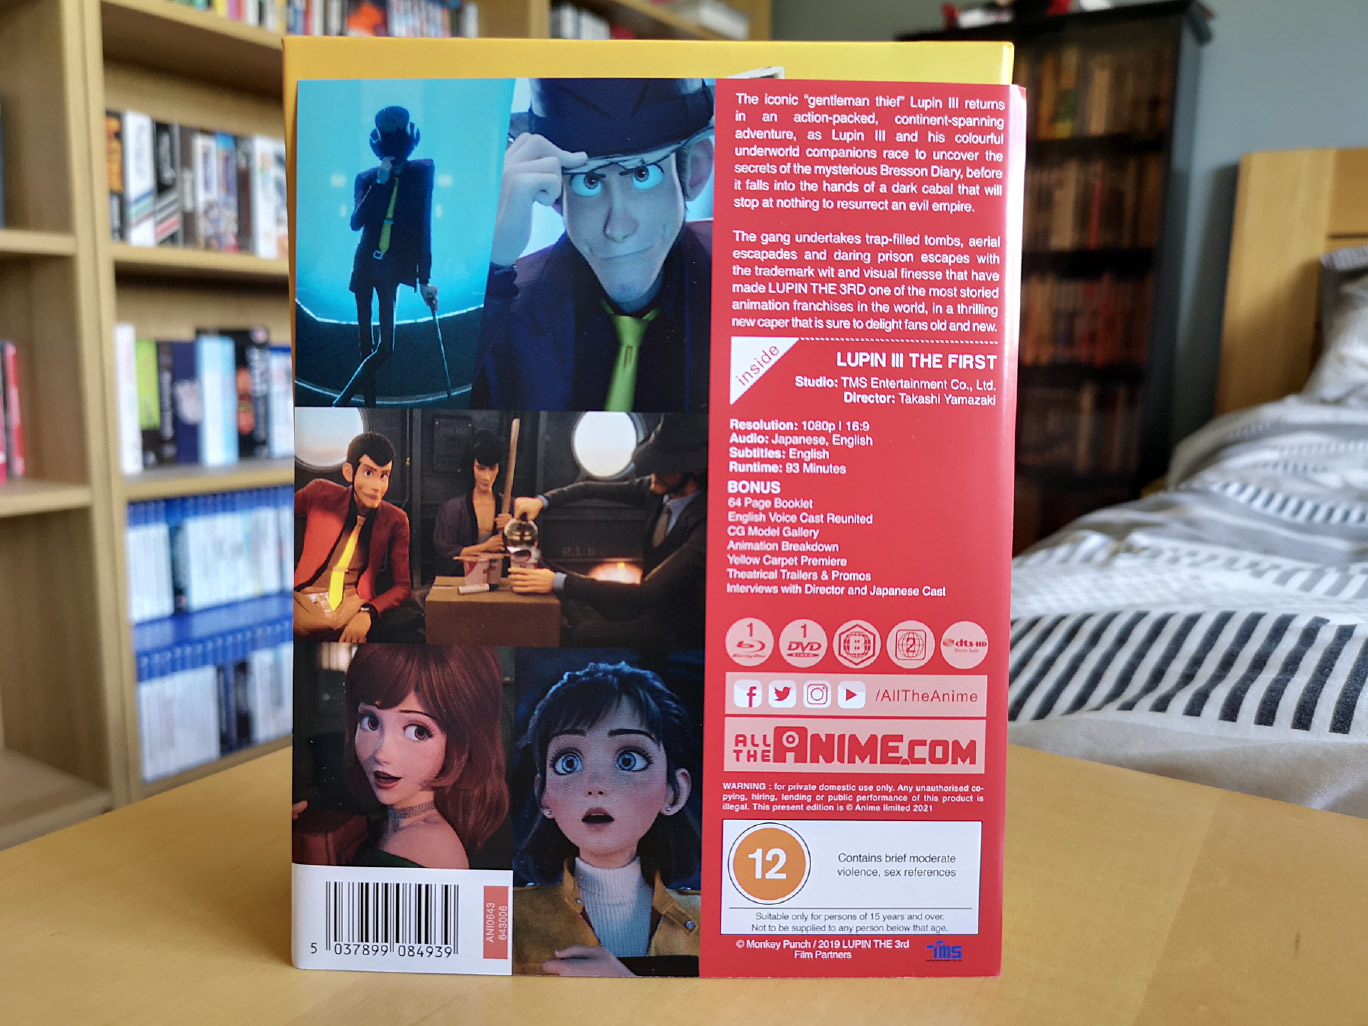 The iconic "gentleman thief" Lupin III returns
in an action-packed, continent-spanning
adventure, as Lupin III and his colourful
underworld companions race to uncover the
secrets of the mysterious Bresson Diary, before
it falls into the hands of a dark cabal that will
stop at nothing to resurrect an evil empire.
The gang undertakes trap-filled tombs, aerial
escapades and daring prison escapes with
the trademark wit and visual finesse that have
made LUPIN THE 3RD one of the most storied
animation franchises in the world, in a thrilling
new caper that is sure to delight fans old and new.
inside
LUPIN III THE FIRST
Studio: TMS Entertainment Co., Ltd.
Director: Takashi Yamazaki
Resolution: 1080p | 16:9
Audio: Japanese, English
Subtitles: English
Runtime: 93 Minutes
BONUS
64 Page Booklet
English Voice Cast Reunited
CG Model Gallery
Animation Breakdown
Yellow Carpet Premiere
Theatrical Trailers & Promos
Interviews with Director and Japanese Cast
1 Blu-ray Disc
1 DVD VIDEO
B
2
dts-HD
/AllTheAnime
ALL THE ANIME.COM
WARNING : for private domestic use only. Any unauthorised co-
pying, hiring, lending or public performance of this product is
illegal. This present edition is © Anime limited 2021
12
Contains brief moderate
violence, sex references
Suitable only for persons of 15 years and over.
Not to be supplied to any person below that age.
© Monkey Punch / 2019 LUPIN THE 3rd
Film Partners
TMS
5 037899 084939
ANI0643
643006